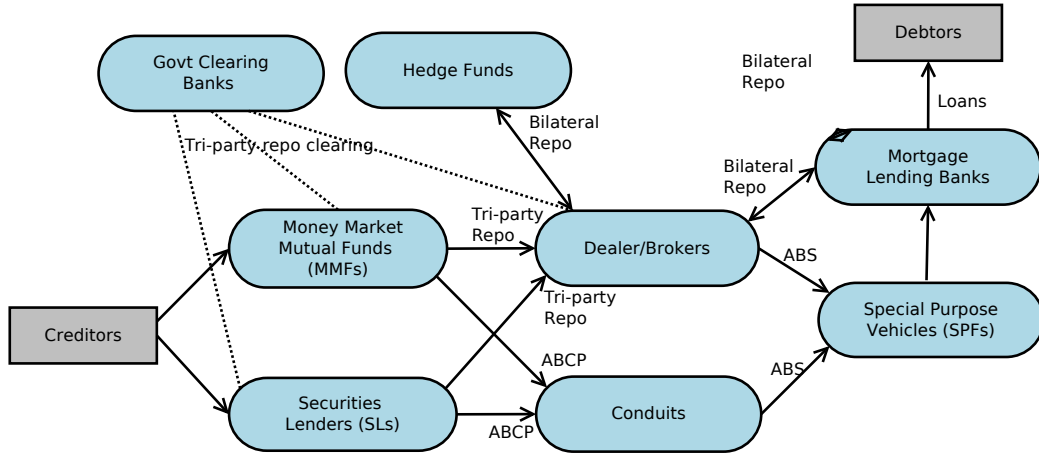 Debtors
Govt Clearing
Banks
Hedge Funds
Bilateral
Repo
Loans
Tri-party repo clearing
Bilateral
Repo
Bilateral
Repo
Mortgage
Lending Banks
Money Market
Mutual Funds
(MMFs)
Tri-party
Repo
Dealer/Brokers
ABS
Tri-party
Repo
Special Purpose
Vehicles (SPFs)
Creditors
ABCP
ABS
Securities
Lenders (SLs)
ABCP
Conduits